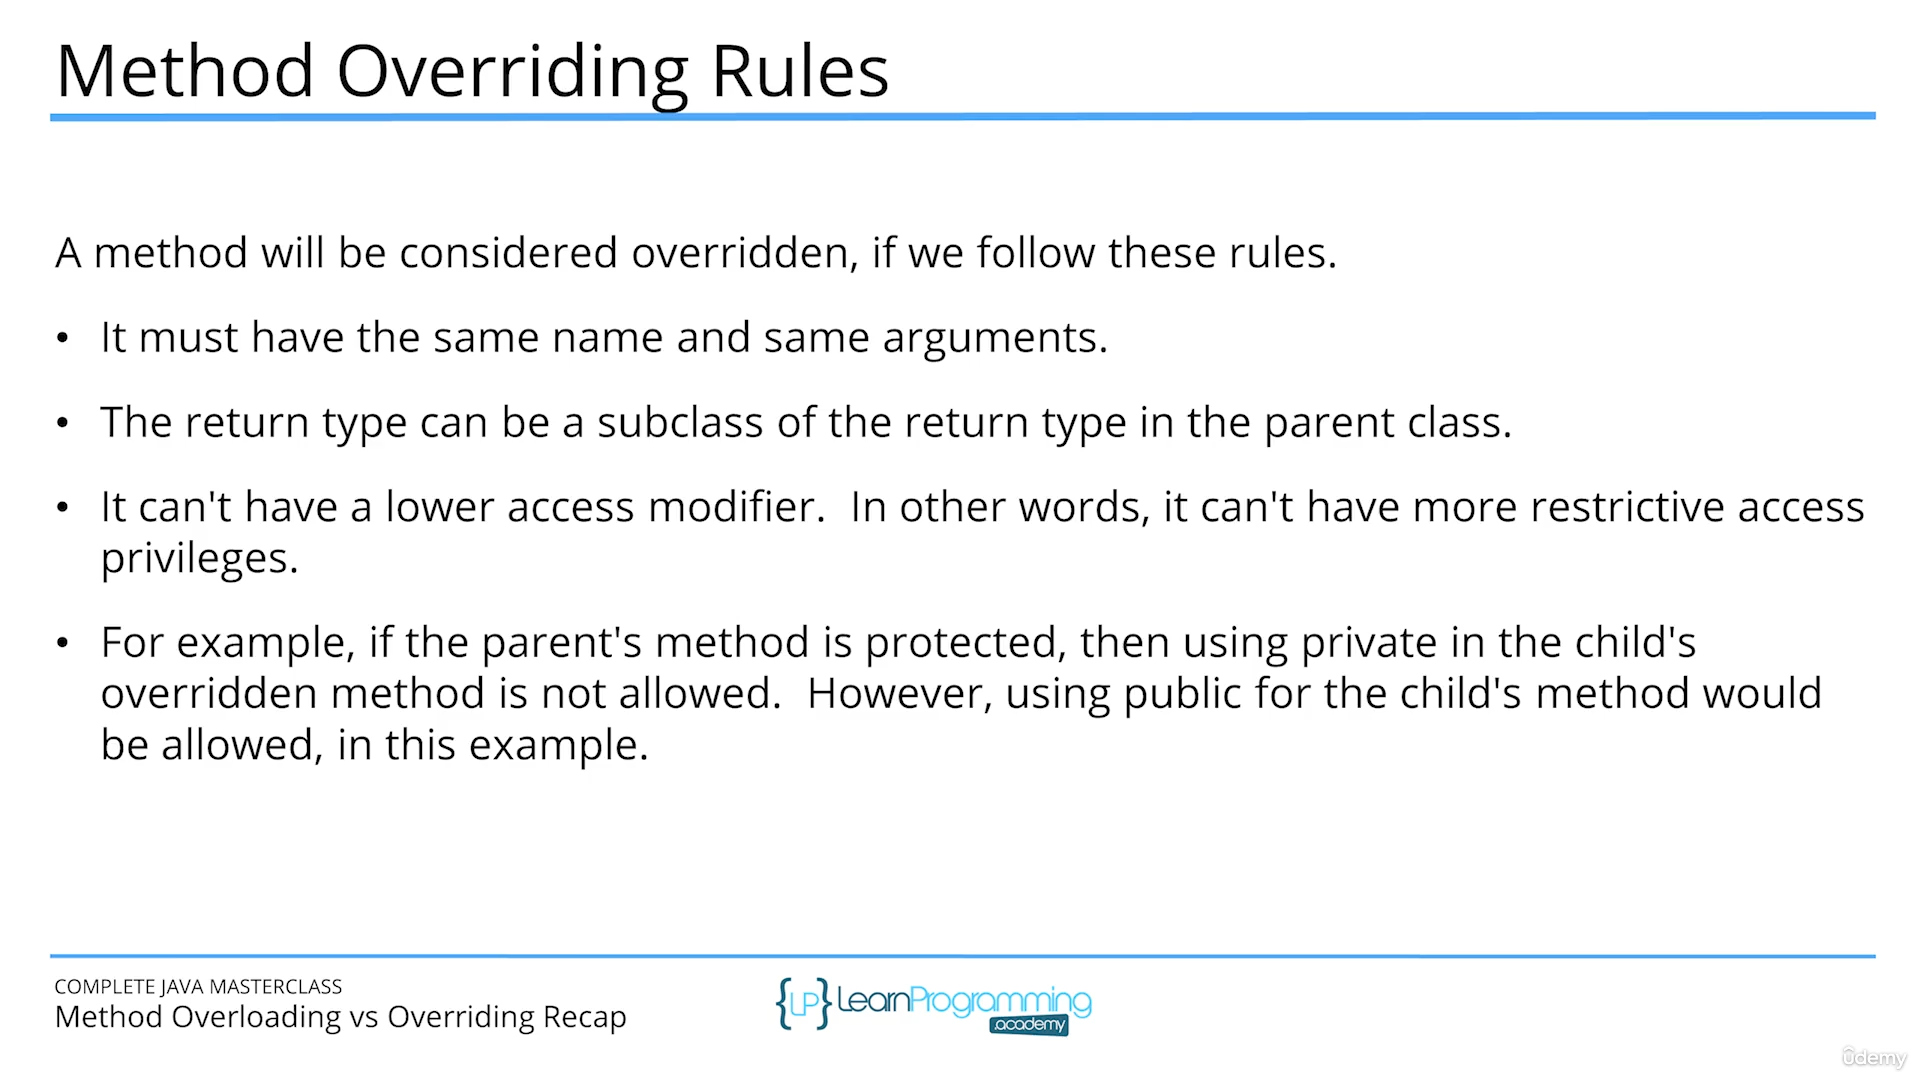 Method Overriding Rules
A method will be considered overridden, if we follow these rules.
• It must have the same name and same arguments.
• The return type can be a subclass of the return type in the parent class.
• It can't have a lower access modifier.  In other words, it can't have more restrictive access
privileges.
• For example, if the parent's method is protected, then using private in the child's
overridden method is not allowed.  However, using public for the child's method would
be allowed, in this example.
COMPLETE JAVA MASTERCLASS
Method Overloading vs Overriding Recap
{LP} LearnProgramming
.academy
ûdemy